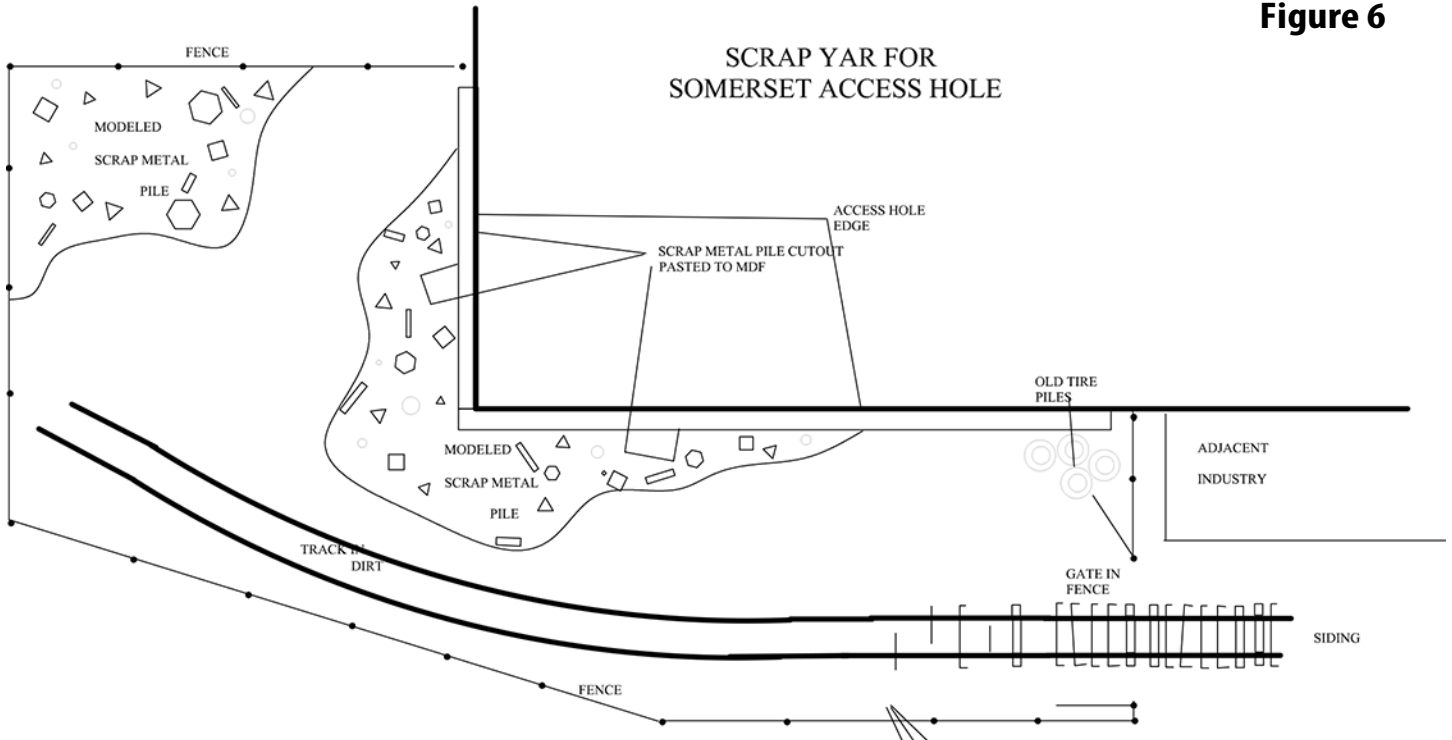 Figure 6
SCRAP YAR FOR
SOMERSET ACCESS HOLE
FENCE
MODELED
SCRAP METAL
PILE
ACCESS HOLE
EDGE
SCRAP METAL PILE CUTOUT
PASTED TO MDF
OLD TIRE
PILES
ADJACENT
INDUSTRY
MODELED
SCRAP METAL
PILE
TRACK IN
DIRT
GATE IN
FENCE
SIDING
FENCE